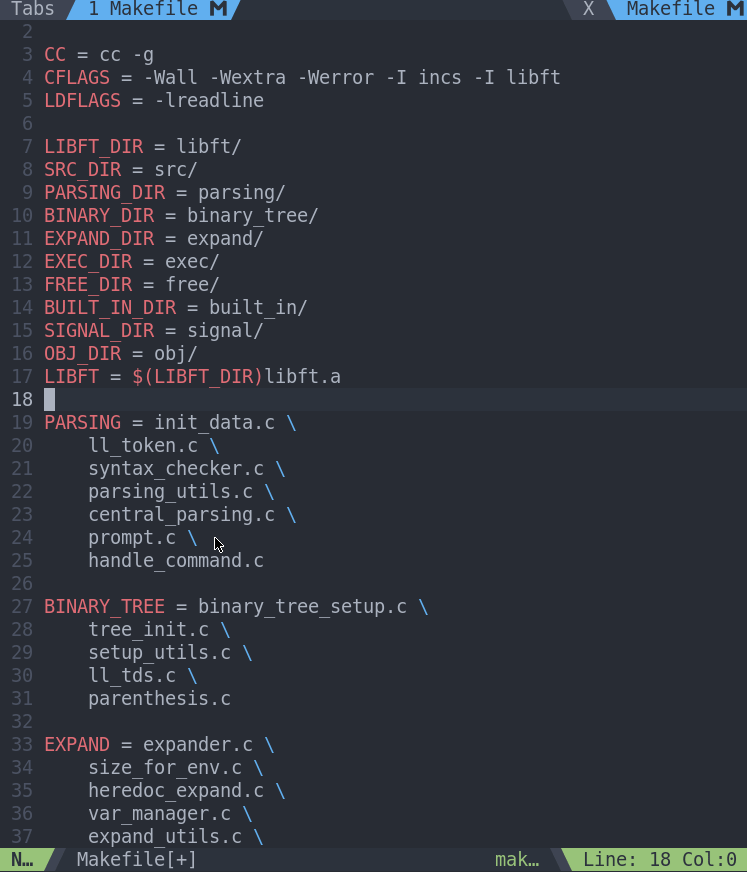 Tabs 1 Makefile X Makefile
2
3 CC = cc -g
4 CFLAGS = -Wall -Wextra -Werror -I incs -I libft
5 LDFLAGS = -lreadline
6
7 LIBFT_DIR = libft/
8 SRC_DIR = src/
9 PARSING_DIR = parsing/
10 BINARY_DIR = binary_tree/
11 EXPAND_DIR = expand/
12 EXEC_DIR = exec/
13 FREE_DIR = free/
14 BUILT_IN_DIR = built_in/
15 SIGNAL_DIR = signal/
16 OBJ_DIR = obj/
17 LIBFT = $(LIBFT_DIR)libft.a
18
19 PARSING = init_data.c \
20 ll_token.c \
21 syntax_checker.c \
22 parsing_utils.c \
23 central_parsing.c \
24 prompt.c \
25 handle_command.c
26
27 BINARY_TREE = binary_tree_setup.c \
28 tree_init.c \
29 setup_utils.c \
30 ll_tds.c \
31 parenthesis.c
32
33 EXPAND = expander.c \
34 size_for_env.c \
35 heredoc_expand.c \
36 var_manager.c \
37 expand_utils.c \
N… Makefile[+] mak… Line: 18 Col:0